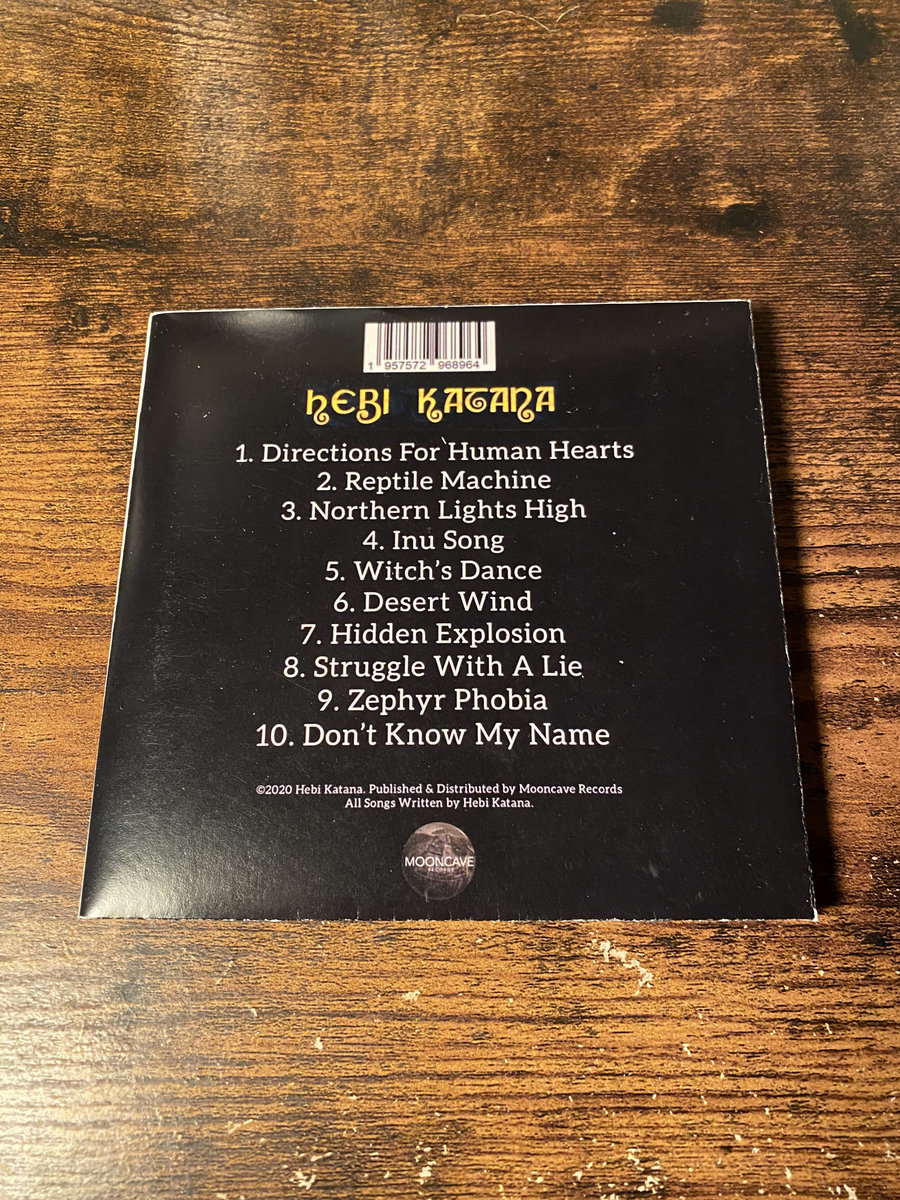 1 957572 968964
HEBI KATANA
1. Directions For Human Hearts
2. Reptile Machine
3. Northern Lights High
4. Inu Song
5. Witch's Dance
6. Desert Wind
7. Hidden Explosion
8. Struggle With A Lie
9. Zephyr Phobia
10. Don't Know My Name
©2020 Hebi Katana. Published & Distributed by Mooncave Records
All Songs Written by Hebi Katana.
MOONCAVE
RECORDS